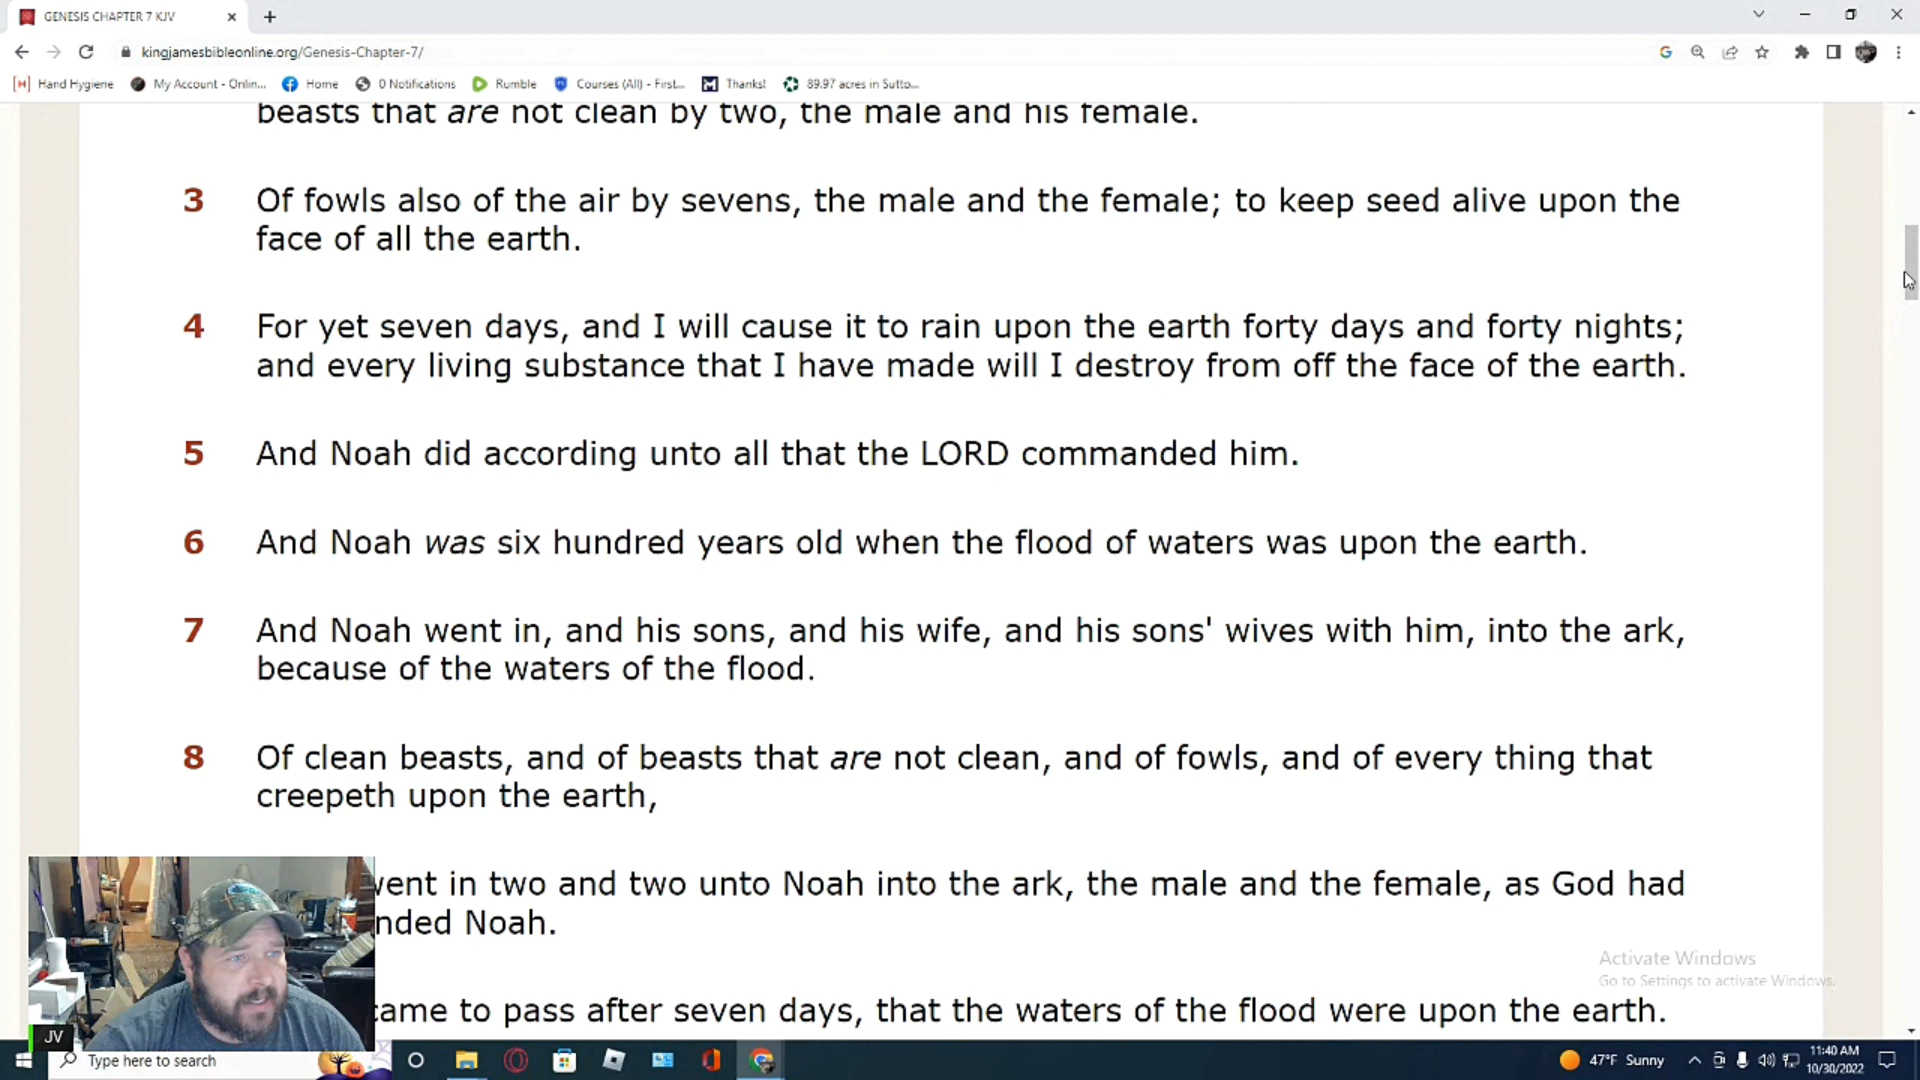 GENESIS CHAPTER 7 KJV
kingjamesbibleonline.org/Genesis-Chapter-7/
Hand Hygiene My Account - Onlin... Home 0 Notifications Rumble Courses (All) - First... Thanks! 89.97 acres in Sutto...
beasts that are not clean by two, the male and his female.
3 Of fowls also of the air by sevens, the male and the female; to keep seed alive upon the
face of all the earth.
4 For yet seven days, and I will cause it to rain upon the earth forty days and forty nights;
and every living substance that I have made will I destroy from off the face of the earth.
5 And Noah did according unto all that the LORD commanded him.
6 And Noah was six hundred years old when the flood of waters was upon the earth.
7 And Noah went in, and his sons, and his wife, and his sons' wives with him, into the ark,
because of the waters of the flood.
8 Of clean beasts, and of beasts that are not clean, and of fowls, and of every thing that
creepeth upon the earth,
went in two and two unto Noah into the ark, the male and the female, as God had
nded Noah.
came to pass after seven days, that the waters of the flood were upon the earth.
Activate Windows
Go to Settings to activate Windows.
JV
Type here to search
47°F Sunny
11:40 AM
10/30/2022